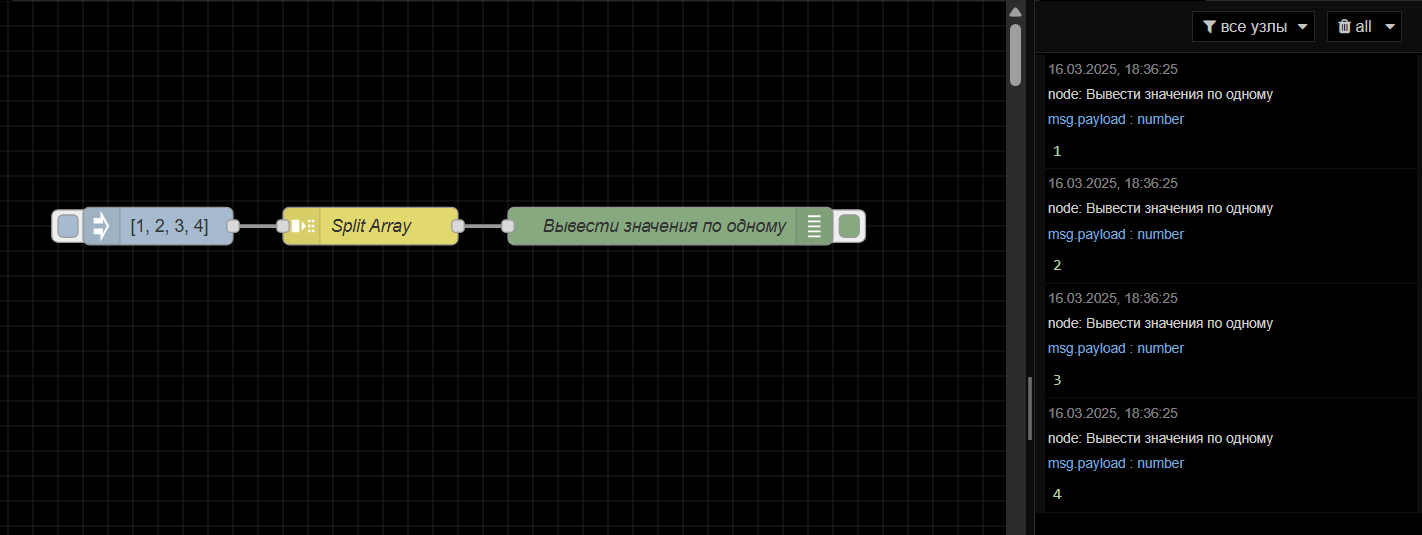 все узлы
all
16.03.2025, 18:36:25
node: Вывести значения по одному
msg.payload : number
1
16.03.2025, 18:36:25
node: Вывести значения по одному
msg.payload : number
2
[1, 2, 3, 4]
Split Array
Вывести значения по одному
16.03.2025, 18:36:25
node: Вывести значения по одному
msg.payload : number
3
16.03.2025, 18:36:25
node: Вывести значения по одному
msg.payload : number
4